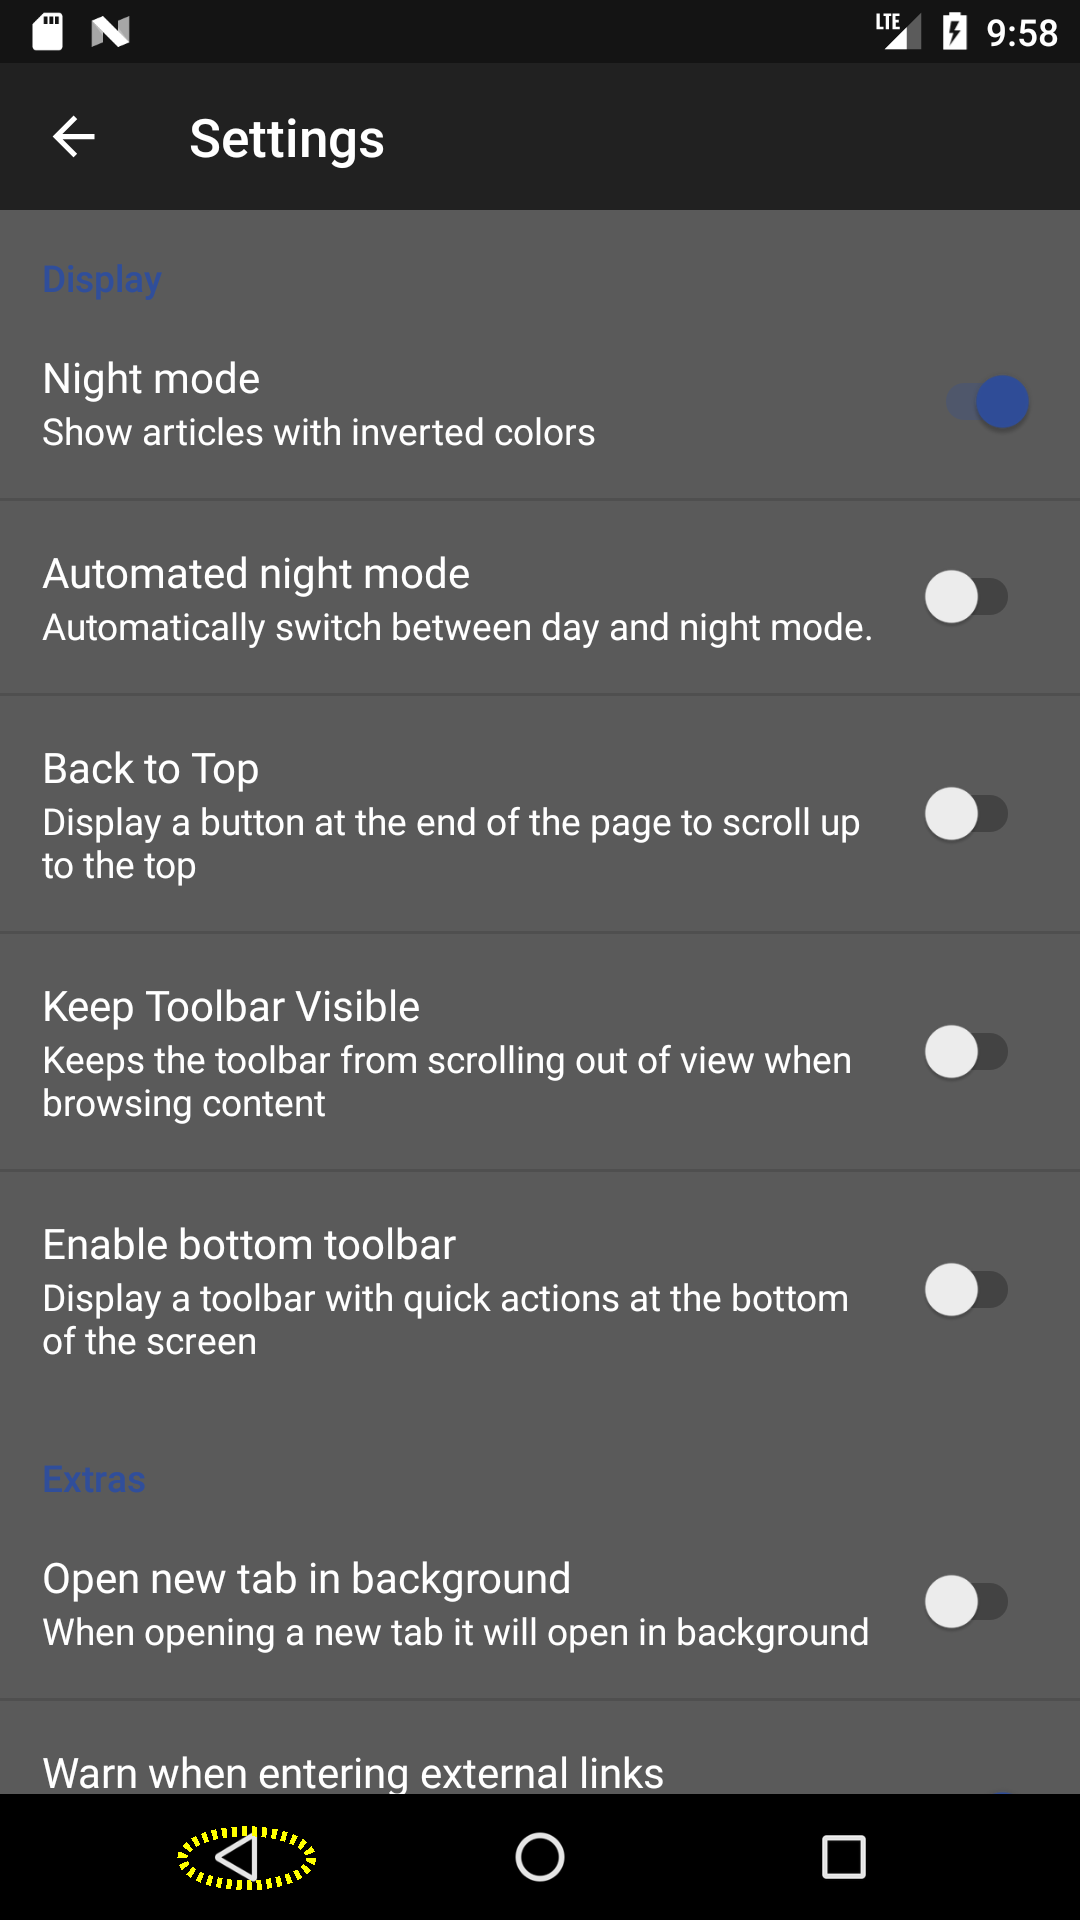 LTE 9:58
Settings
Display
Night mode
Show articles with inverted colors
Automated night mode
Automatically switch between day and night mode.
Back to Top
Display a button at the end of the page to scroll up
to the top
Keep Toolbar Visible
Keeps the toolbar from scrolling out of view when
browsing content
Enable bottom toolbar
Display a toolbar with quick actions at the bottom
of the screen
Extras
Open new tab in background
When opening a new tab it will open in background
Warn when entering external links